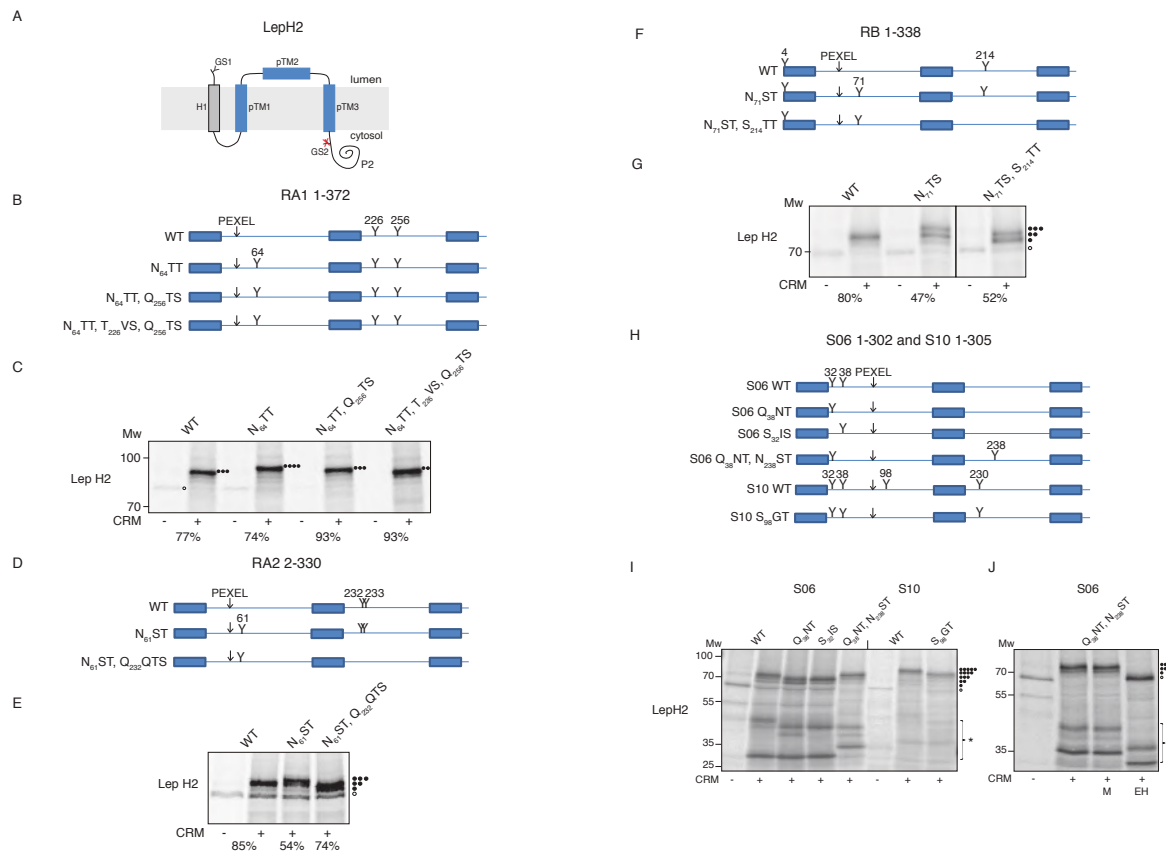 A
LepH2
GS1
pTM2
lumen
H1
pTM1
pTM3
cytosol
GS2
P2
B
RA1 1-372
PEXEL
226 256
WT
64
N64TT
N64TT, Q256TS
N64TT, T226VS, Q256TS
C
WT
N64TT
N64TT, Q256TS
N64TT, T226VS, Q256TS
Mw
100
Lep H2
70
CRM - + - + - + - +
77% 74% 93% 93%
D
RA2 2-330
PEXEL
232 233
WT
61
N61ST
N61ST, Q232QTS
E
WT
N61ST
N61ST, Q232QTS
Lep H2
CRM - + + +
85% 54% 74%
F
RB 1-338
4
PEXEL
214
WT
71
N71ST
N71ST, S214TT
G
WT
N71TS
N71TS, S214TT
Mw
Lep H2
70
CRM - + - + - +
80% 47% 52%
H
S06 1-302 and S10 1-305
32 38 PEXEL
S06 WT
S06 Q38NT
S06 S32IS
238
S06 Q38NT, N238ST
32 38 98 230
S10 WT
S10 S98GT
I
S06 S10
WT
Q38NT
S32IS
Q38NT, N238ST
WT
S98GT
Mw
100
70
55
LepH2
35
*
25
CRM - + + + + - + +
J
S06
Q38NT, N238ST
Mw
70
55
35
CRM - + + +
M EH